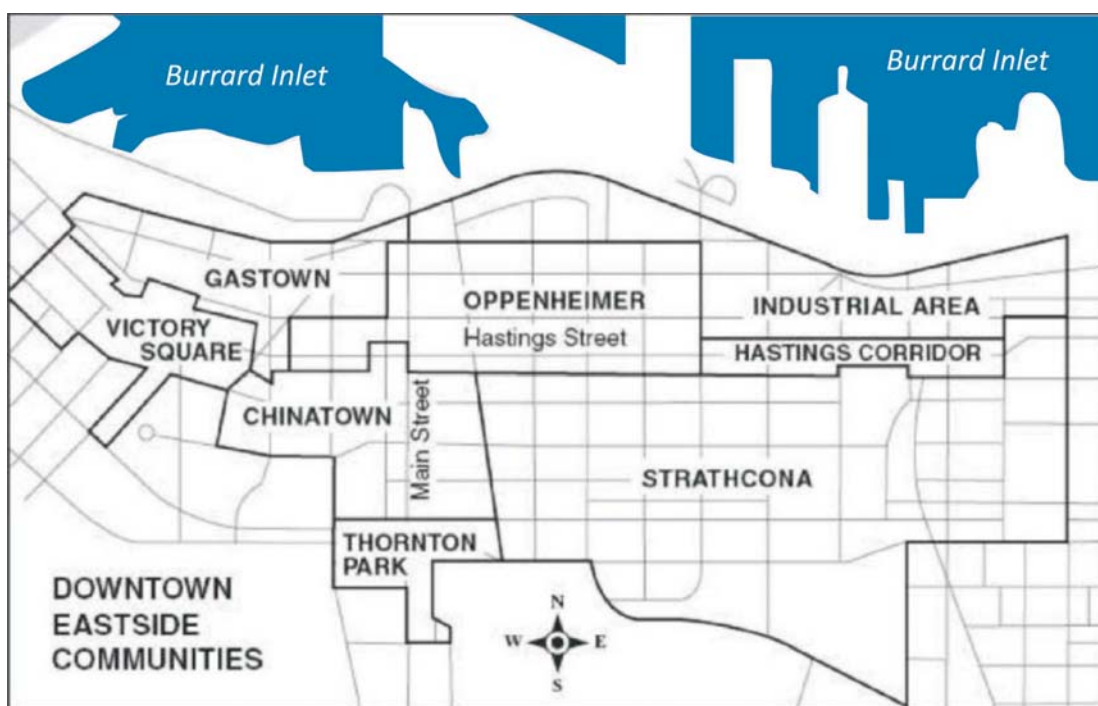 Burrard Inlet
Burrard Inlet
GASTOWN
OPPENHEIMER
INDUSTRIAL AREA
VICTORY
SQUARE
Hastings Street
HASTINGS CORRIDOR
CHINATOWN
Main Street
STRATHCONA
THORNTON
PARK
DOWNTOWN
EASTSIDE
COMMUNITIES
N
W E
S